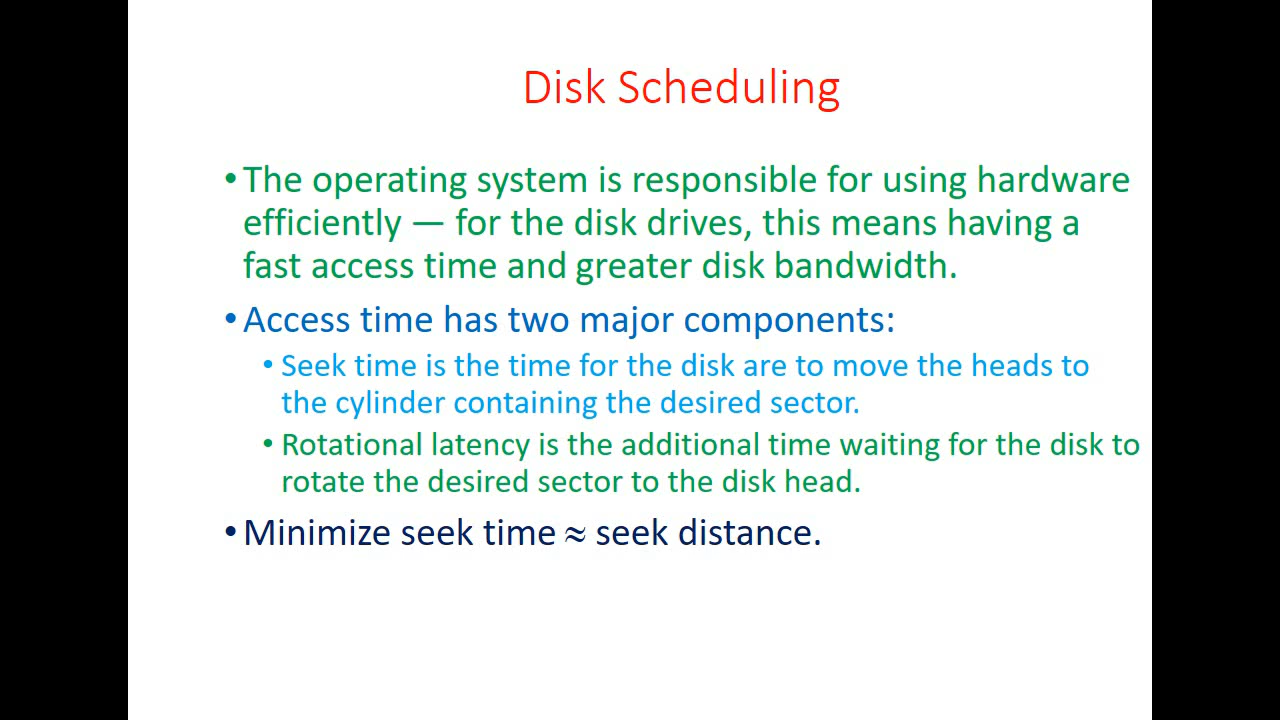 Disk Scheduling
•The operating system is responsible for using hardware
efficiently — for the disk drives, this means having a
fast access time and greater disk bandwidth.
•Access time has two major components:
• Seek time is the time for the disk are to move the heads to
the cylinder containing the desired sector.
• Rotational latency is the additional time waiting for the disk to
rotate the desired sector to the disk head.
•Minimize seek time ≈ seek distance.